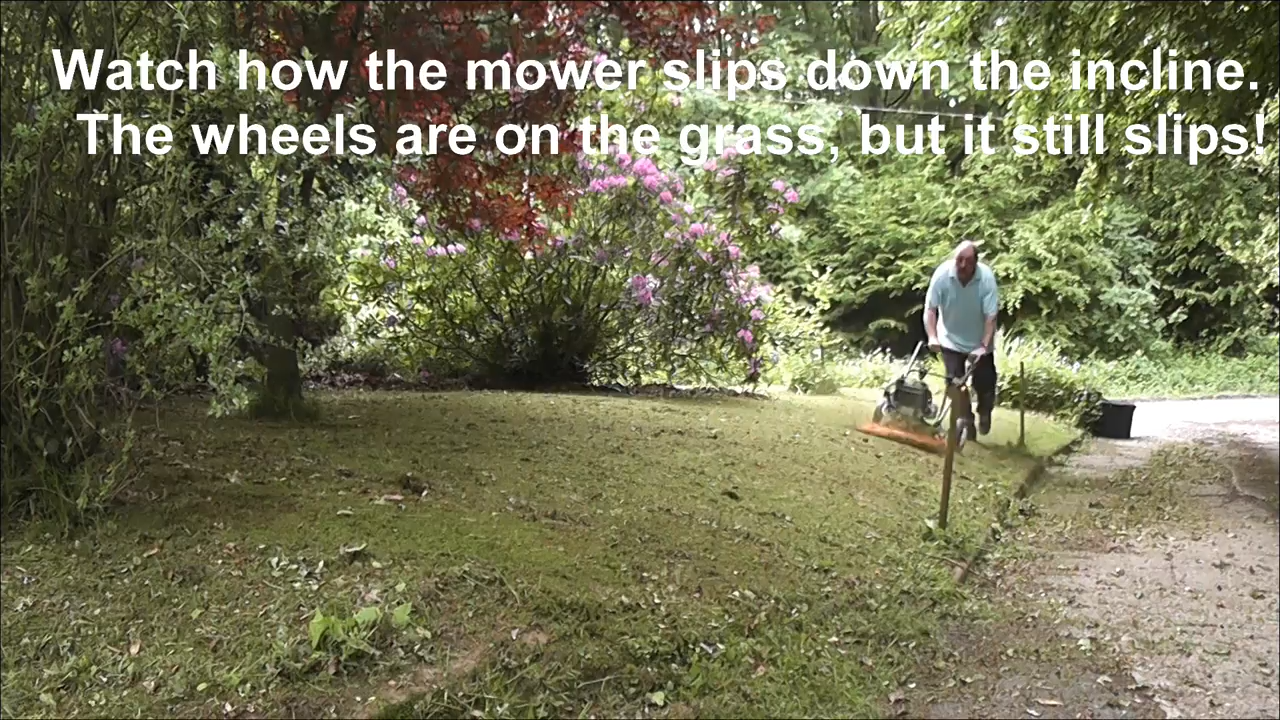 Watch how the mower slips down the incline.
The wheels are on the grass, but it still slips!